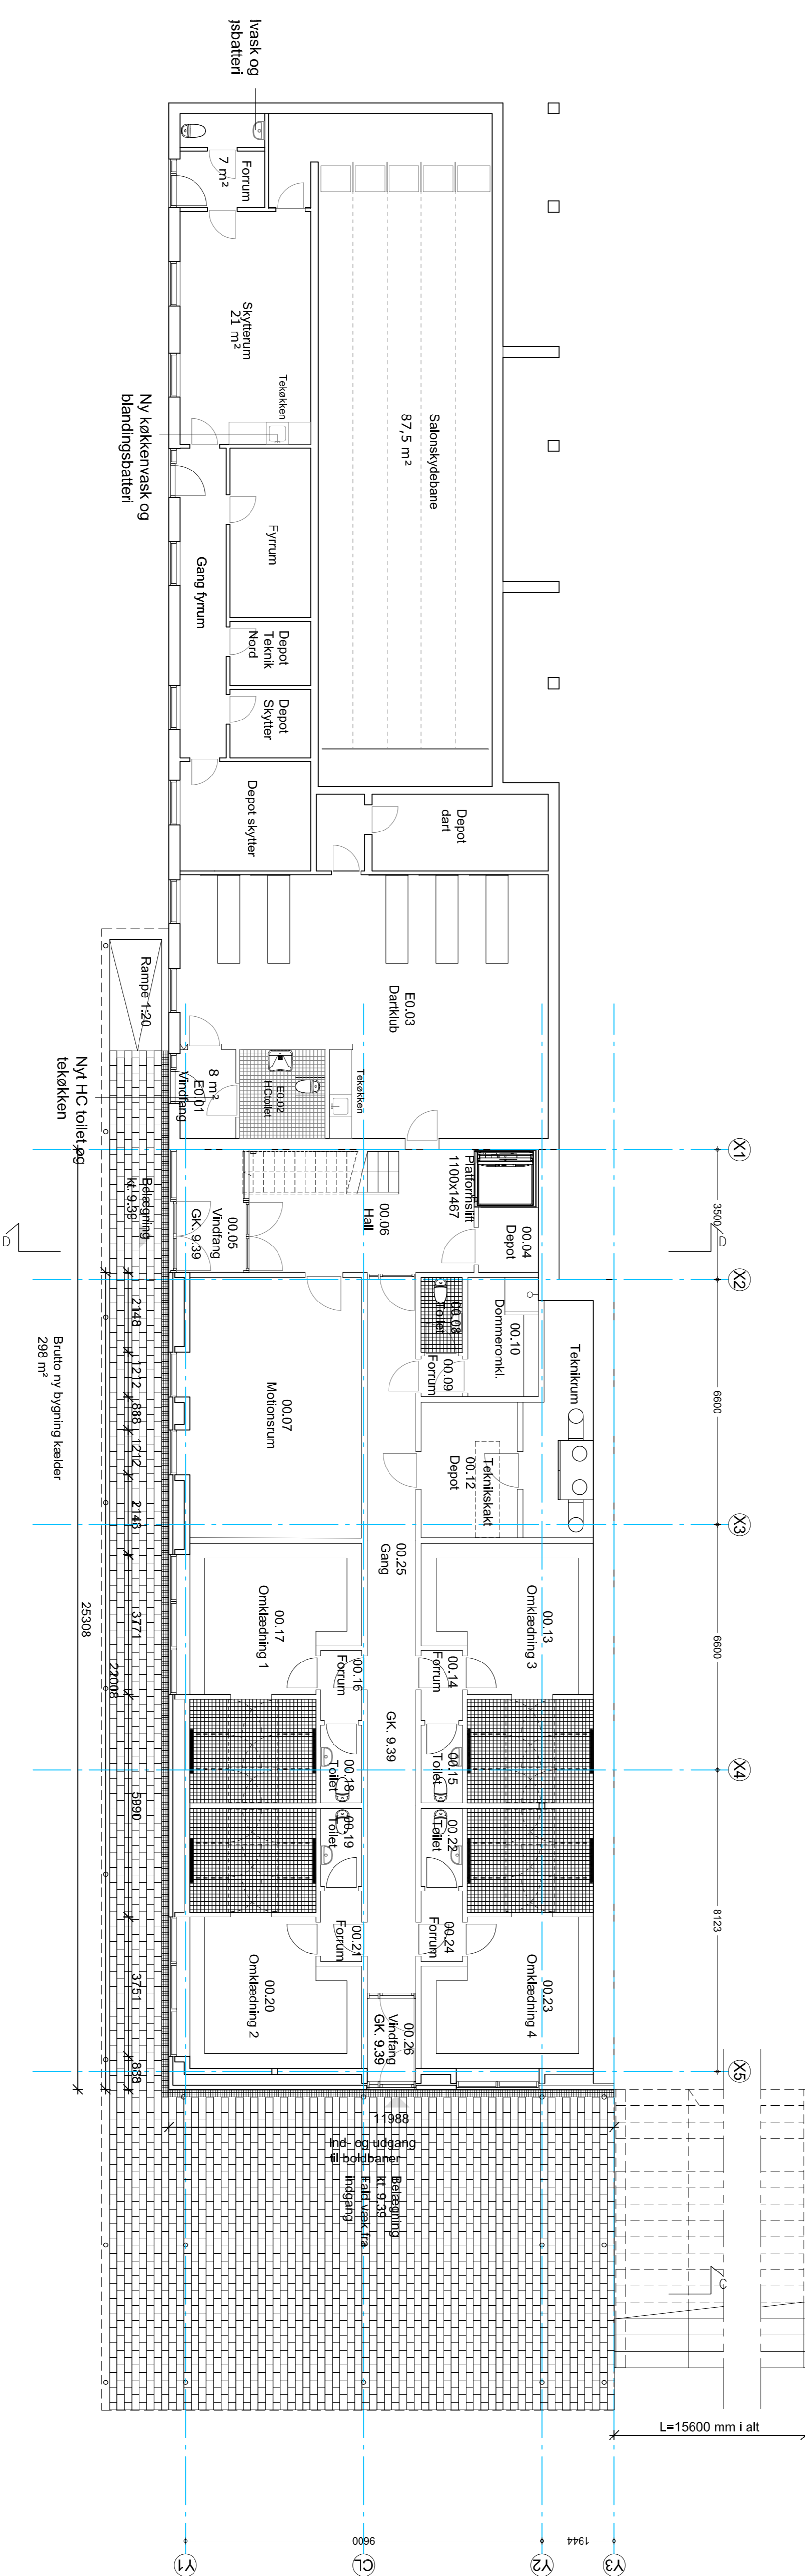 lvask og
jsbatteri
Forrum
7 m²
Skytterum
21 m²
Tekøkken
Ny køkkenvask og
blandingsbatteri
Salonskydebane
87,5 m²
Fyrrum
Gang fyrrum
Depot
Teknik
Nord
Depot
Skytter
Depot skytter
Depot
dart
E0.03
Dartklub
Rampe 1:20
8 m²
E0.01
Vindfang
E0.02
HCtoilet
Tekøkken
Nyt HC toilet og
tekøkken
Belægning
kt. 9.39
00.05
Vindfang
GK. 9.39
00.06
Hall
Platformslift
1100x1467
00.04
Depot
X1
3500
X2
6600
X3
6600
X4
8123
X5
D
D
00.08
Toilet
00.09
Forrum
00.10
Dommeromkl.
Teknikrum
00.07
Motionsrum
00.12
Depot
Teknikskakt
Brutto ny bygning kælder
298 m²
2148
1212
888
1212
2148
3771
5990
3751
888
22008
25308
00.25
Gang
GK. 9.39
00.17
Omklædning 1
00.16
Forrum
00.14
Forrum
00.13
Omklædning 3
00.18
Toilet
00.15
Toilet
00.19
Toilet
00.22
Toilet
00.21
Forrum
00.24
Forrum
00.20
Omklædning 2
00.23
Omklædning 4
00.26
Vindfang
GK. 9.39
11988
Ind- og udgang
til boldbaner
Belægning
kt. 9.39
Fald væk fra
indgang
C
L=15600 mm i alt
9600
1944
Y1
CL
Y2
Y3